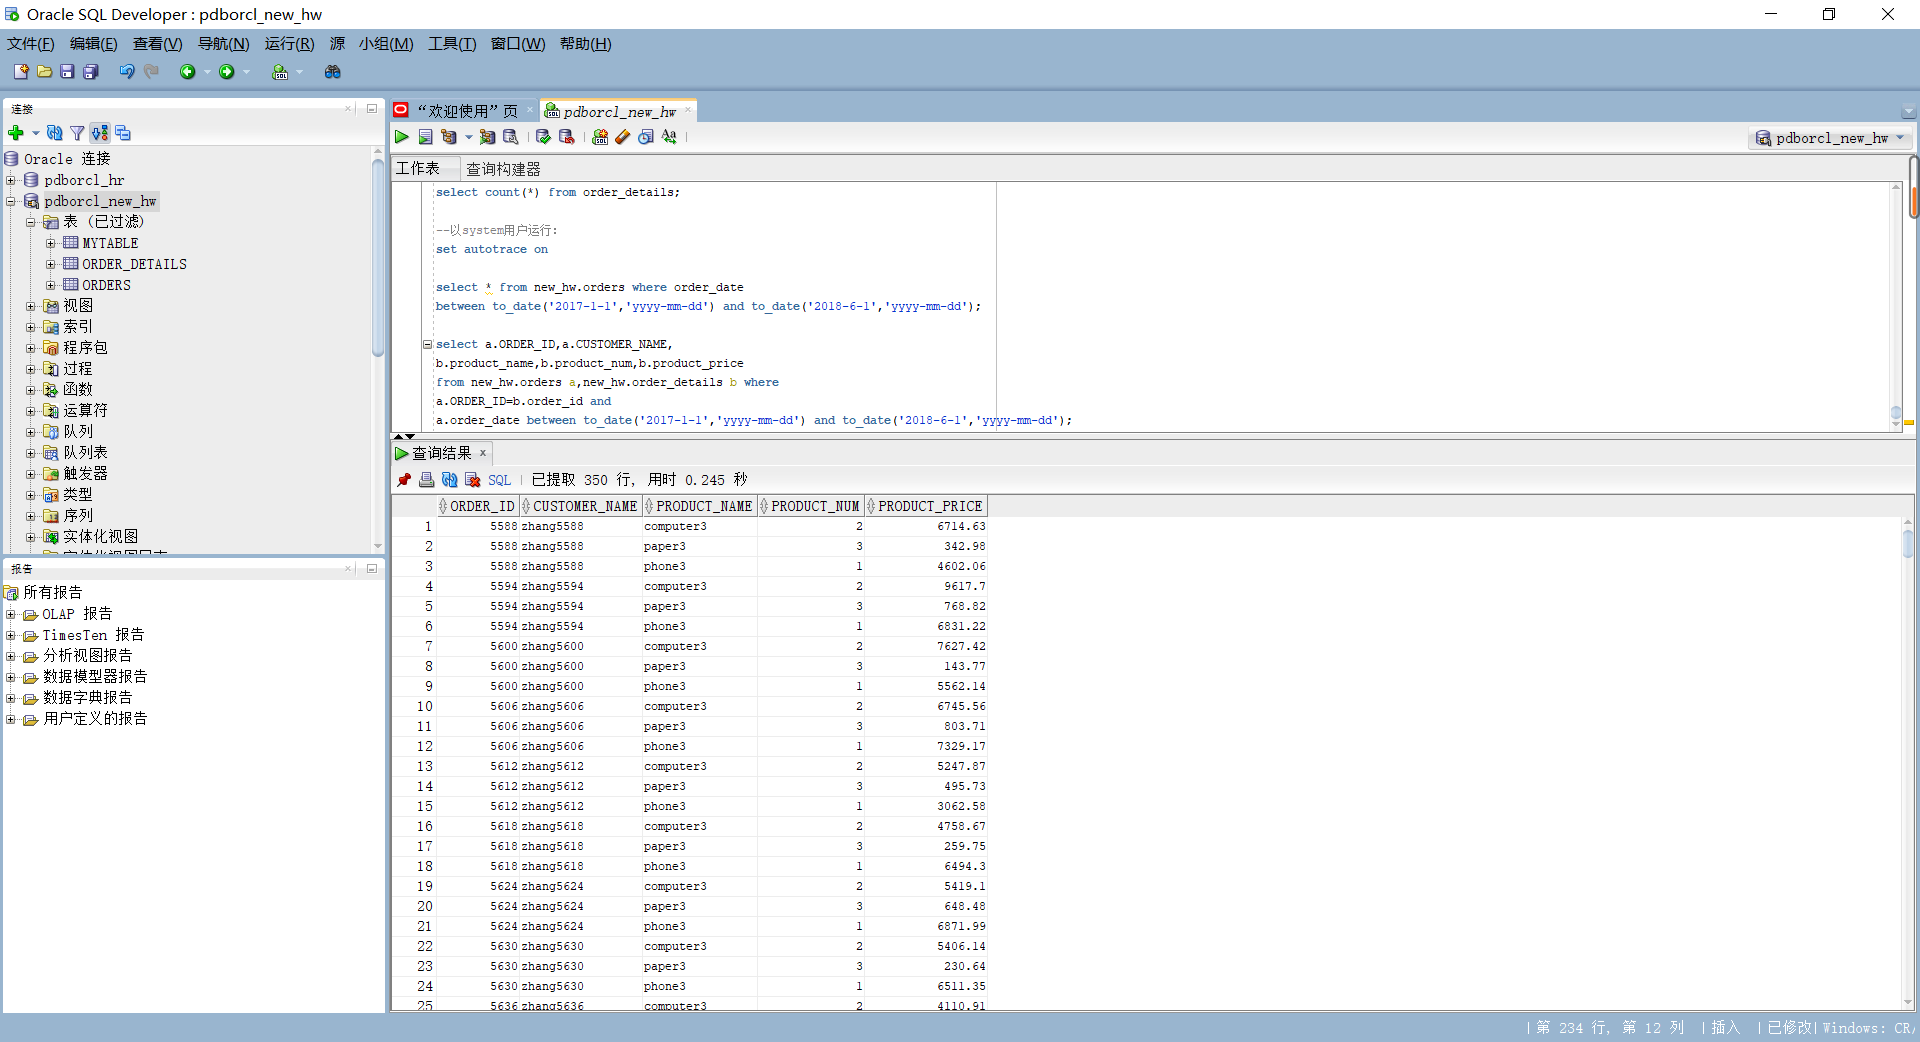 Oracle SQL Developer : pdborcl_new_hw
文件(F) 编辑(E) 查看(V) 导航(N) 运行(R) 源 小组(M) 工具(T) 窗口(W) 帮助(H)
连接
Oracle 连接
pdborcl_hr
pdborcl_new_hw
表 (已过滤)
MYTABLE
ORDER_DETAILS
ORDERS
视图
索引
程序包
过程
函数
运算符
队列
队列表
触发器
类型
序列
实体化视图
实体化视图日志
报告
所有报告
OLAP 报告
TimesTen 报告
分析视图报告
数据模型器报告
数据字典报告
用户定义的报告
“欢迎使用”页 pdborcl_new_hw
pdborcl_new_hw
工作表 查询构建器
select count(*) from order_details;
--以system用户运行:
set autotrace on
select * from new_hw.orders where order_date
between to_date('2017-1-1','yyyy-mm-dd') and to_date('2018-6-1','yyyy-mm-dd');
select a.ORDER_ID,a.CUSTOMER_NAME,
b.product_name,b.product_num,b.product_price
from new_hw.orders a,new_hw.order_details b where
a.ORDER_ID=b.order_id and
a.order_date between to_date('2017-1-1','yyyy-mm-dd') and to_date('2018-6-1','yyyy-mm-dd');
查询结果
SQL | 已提取 350 行, 用时 0.245 秒
ORDER_ID CUSTOMER_NAME PRODUCT_NAME PRODUCT_NUM PRODUCT_PRICE
1 5588 zhang5588 computer3 2 6714.63
2 5588 zhang5588 paper3 3 342.98
3 5588 zhang5588 phone3 1 4602.06
4 5594 zhang5594 computer3 2 9617.7
5 5594 zhang5594 paper3 3 768.82
6 5594 zhang5594 phone3 1 6831.22
7 5600 zhang5600 computer3 2 7627.42
8 5600 zhang5600 paper3 3 143.77
9 5600 zhang5600 phone3 1 5562.14
10 5606 zhang5606 computer3 2 6745.56
11 5606 zhang5606 paper3 3 803.71
12 5606 zhang5606 phone3 1 7329.17
13 5612 zhang5612 computer3 2 5247.87
14 5612 zhang5612 paper3 3 495.73
15 5612 zhang5612 phone3 1 3062.58
16 5618 zhang5618 computer3 2 4758.67
17 5618 zhang5618 paper3 3 259.75
18 5618 zhang5618 phone3 1 6494.3
19 5624 zhang5624 computer3 2 5419.1
20 5624 zhang5624 paper3 3 648.48
21 5624 zhang5624 phone3 1 6871.99
22 5630 zhang5630 computer3 2 5406.14
23 5630 zhang5630 paper3 3 230.64
24 5630 zhang5630 phone3 1 6511.35
25 5636 zhang5636 computer3 2 4110.91
| 第 234 行, 第 12 列 | 插入 | 已修改| Windows: CR/